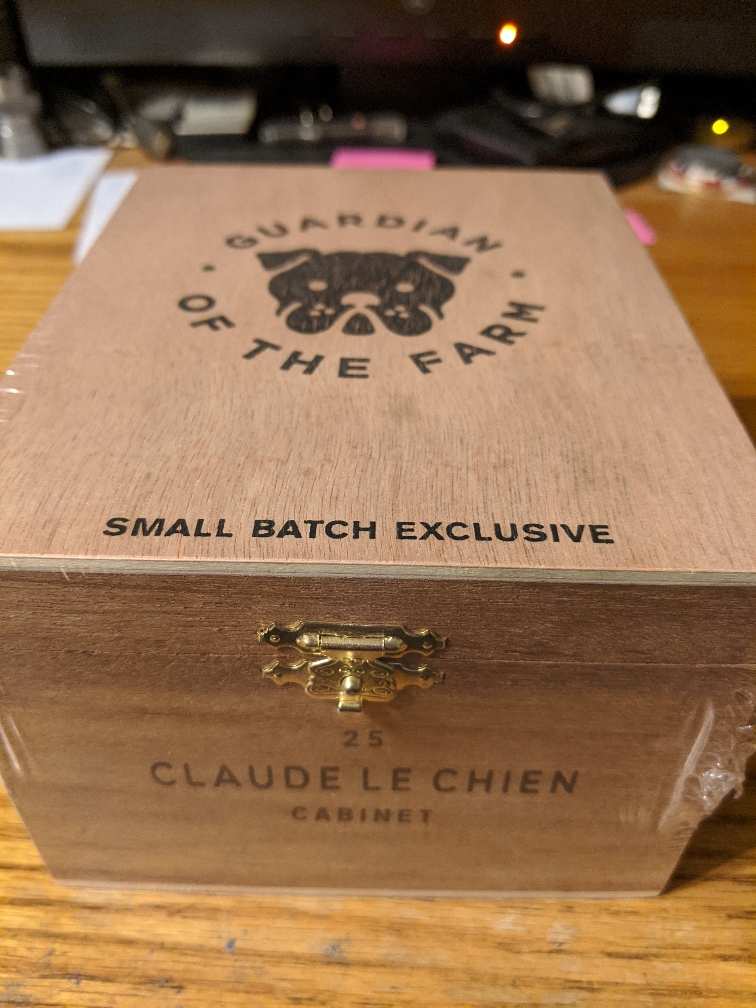 GUARDIAN
OF THE FARM
SMALL BATCH EXCLUSIVE
25
CLAUDE LE CHIEN
CABINET